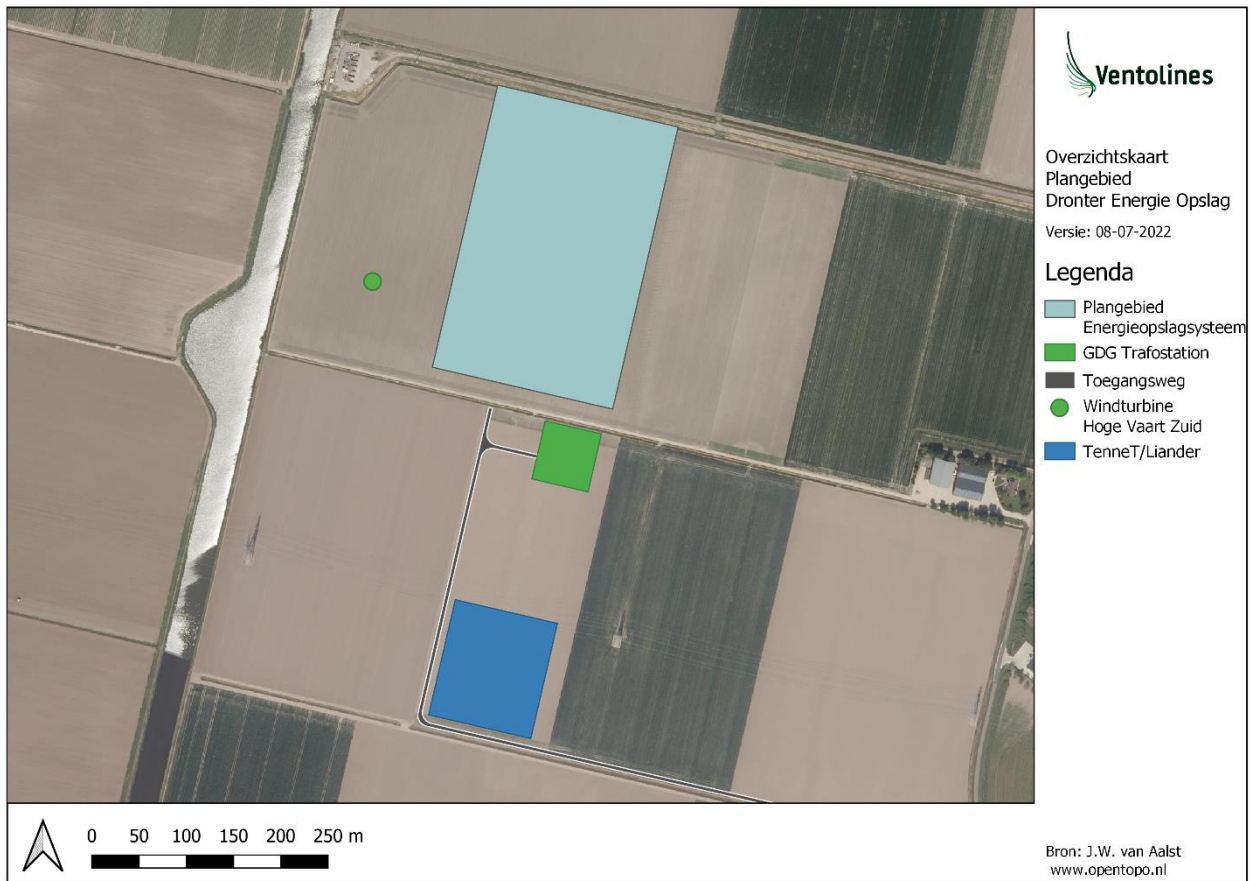 Ventolines
Overzichtskaart
Plangebied
Dronter Energie Opslag
Versie: 08-07-2022
Legenda
Plangebied
Energieopslagsysteem
GDG Trafostation
Toegangsweg
Windturbine
Hoge Vaart Zuid
TenneT/Liander
0 50 100 150 200 250 m
Bron: J.W. van Aalst
www.opentopo.nl